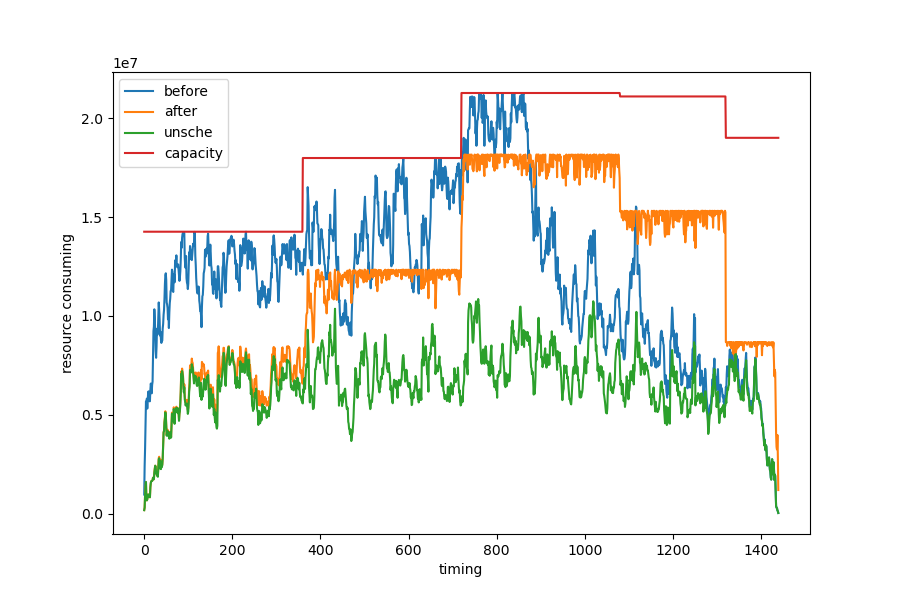 1e7
before
after
unsche
capacity
2.0
1.5
1.0
0.5
0.0
resource consuming
0 200 400 600 800 1000 1200 1400
timing